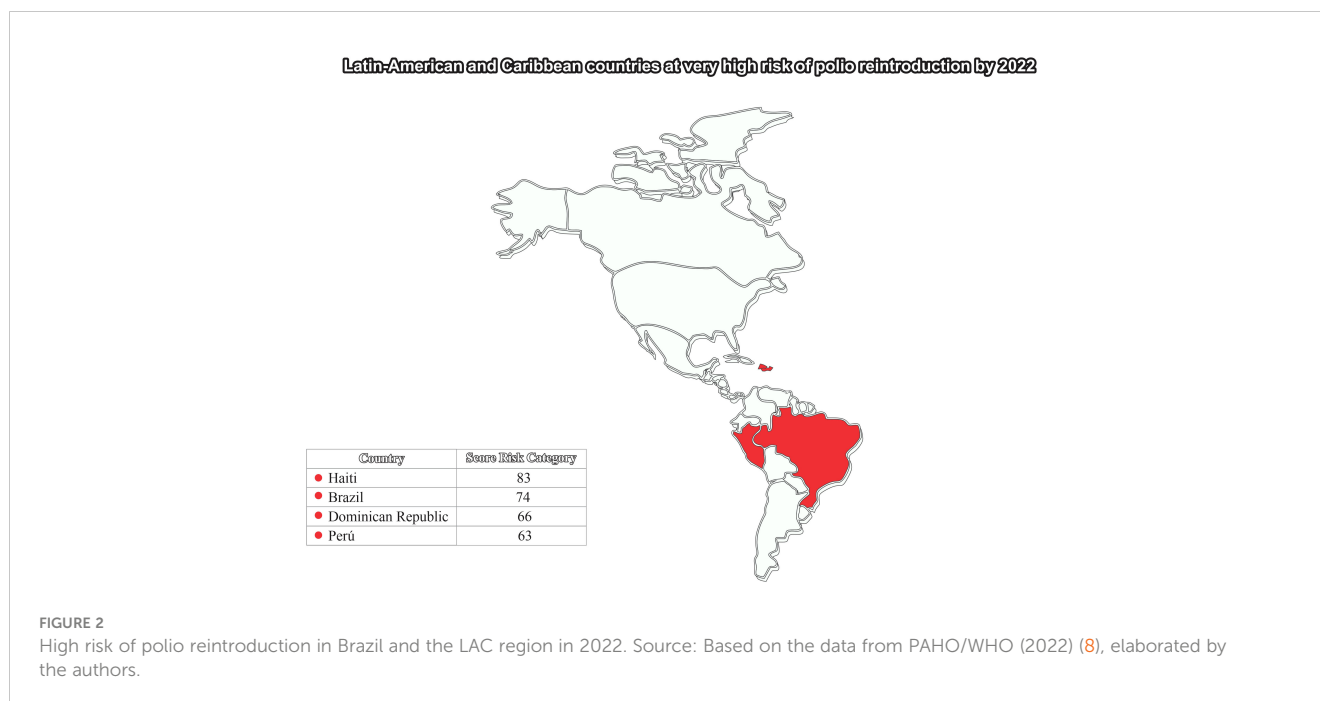 Latin-American and Caribbean countries at very high risk of polio reintroduction by 2022
Country Score Risk Category
Haiti 83
Brazil 74
Dominican Republic 66
Perú 63
FIGURE 2
High risk of polio reintroduction in Brazil and the LAC region in 2022. Source: Based on the data from PAHO/WHO (2022) (8), elaborated by
the authors.